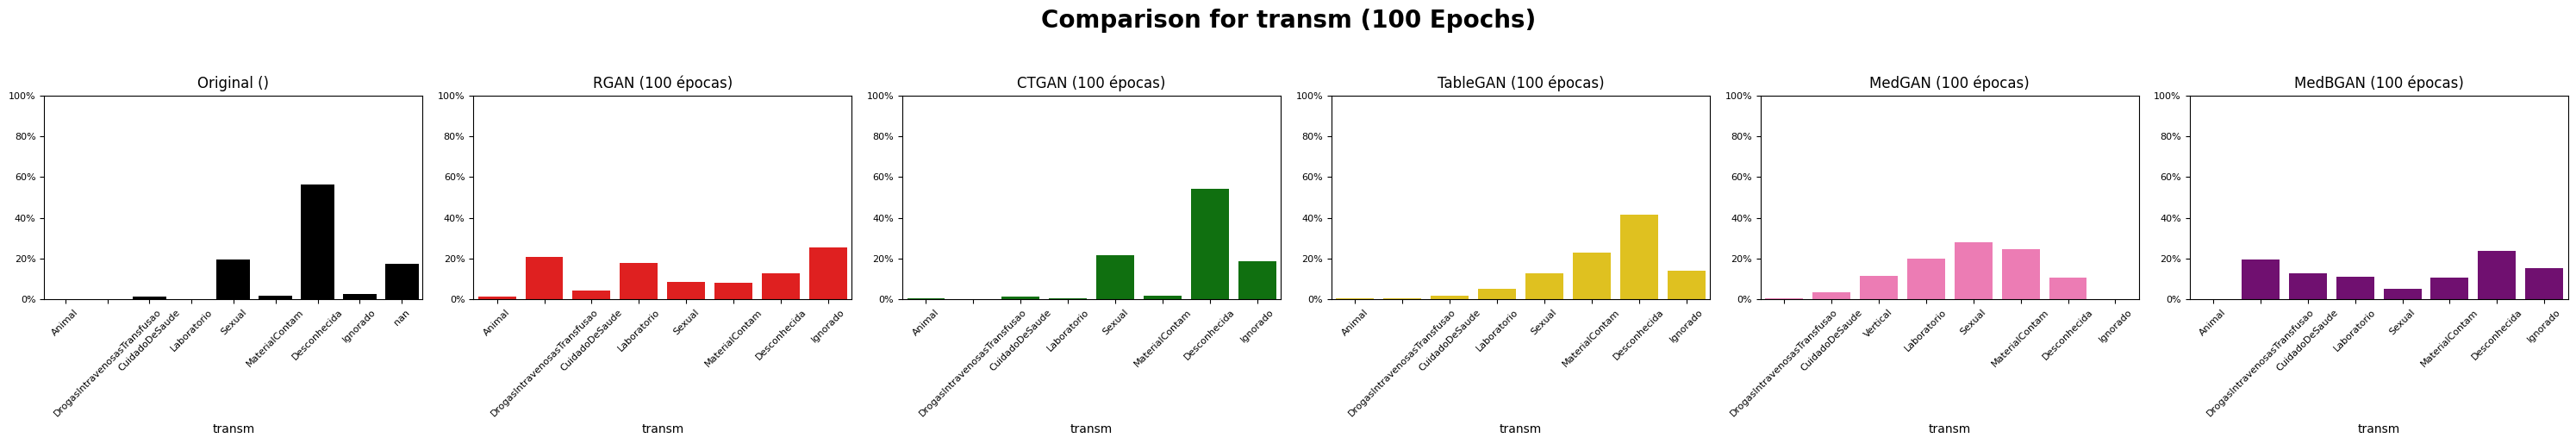 Comparison for transm (100 Epochs)
Original ()
100%
80%
60%
40%
20%
0%
Animal
DrogasIntravenosasTransfusao
CuidadoDeSaude
Laboratorio
Sexual
MaterialContam
Desconhecida
Ignorado
nan
transm
RGAN (100 épocas)
100%
80%
60%
40%
20%
0%
Animal
DrogasIntravenosasTransfusao
CuidadoDeSaude
Laboratorio
Sexual
MaterialContam
Desconhecida
Ignorado
transm
CTGAN (100 épocas)
100%
80%
60%
40%
20%
0%
Animal
DrogasIntravenosasTransfusao
CuidadoDeSaude
Laboratorio
Sexual
MaterialContam
Desconhecida
Ignorado
transm
TableGAN (100 épocas)
100%
80%
60%
40%
20%
0%
Animal
DrogasIntravenosasTransfusao
CuidadoDeSaude
Laboratorio
Sexual
MaterialContam
Desconhecida
Ignorado
transm
MedGAN (100 épocas)
100%
80%
60%
40%
20%
0%
DrogasIntravenosasTransfusao
CuidadoDeSaude
Vertical
Laboratorio
Sexual
MaterialContam
Desconhecida
Ignorado
transm
MedBGAN (100 épocas)
100%
80%
60%
40%
20%
0%
Animal
DrogasIntravenosasTransfusao
CuidadoDeSaude
Laboratorio
Sexual
MaterialContam
Desconhecida
Ignorado
transm